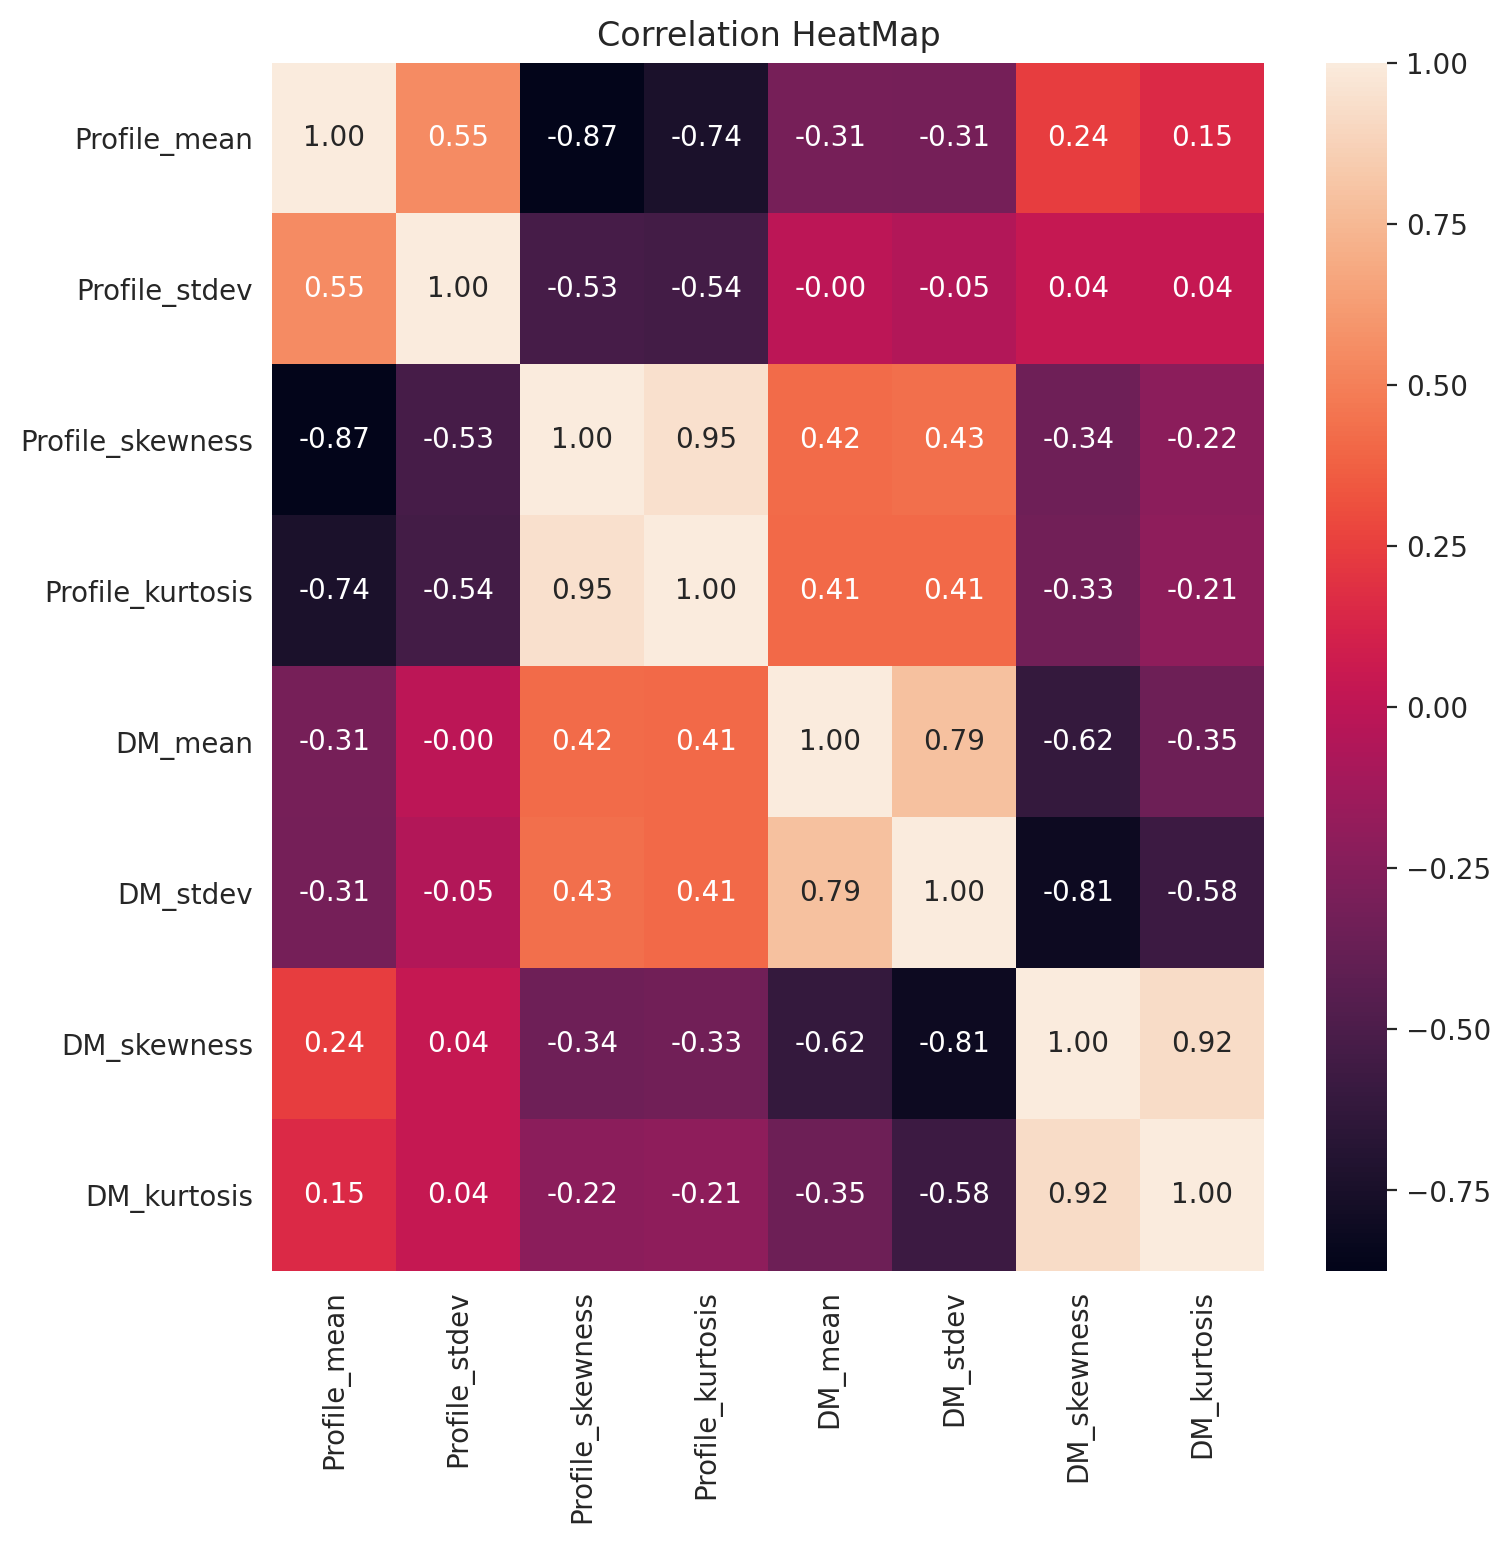 Correlation HeatMap
Profile_mean 1.00 0.55 -0.87 -0.74 -0.31 -0.31 0.24 0.15
Profile_stdev 0.55 1.00 -0.53 -0.54 -0.00 -0.05 0.04 0.04
Profile_skewness -0.87 -0.53 1.00 0.95 0.42 0.43 -0.34 -0.22
Profile_kurtosis -0.74 -0.54 0.95 1.00 0.41 0.41 -0.33 -0.21
DM_mean -0.31 -0.00 0.42 0.41 1.00 0.79 -0.62 -0.35
DM_stdev -0.31 -0.05 0.43 0.41 0.79 1.00 -0.81 -0.58
DM_skewness 0.24 0.04 -0.34 -0.33 -0.62 -0.81 1.00 0.92
DM_kurtosis 0.15 0.04 -0.22 -0.21 -0.35 -0.58 0.92 1.00
Profile_mean
Profile_stdev
Profile_skewness
Profile_kurtosis
DM_mean
DM_stdev
DM_skewness
DM_kurtosis
1.00
0.75
0.50
0.25
0.00
−0.25
−0.50
−0.75